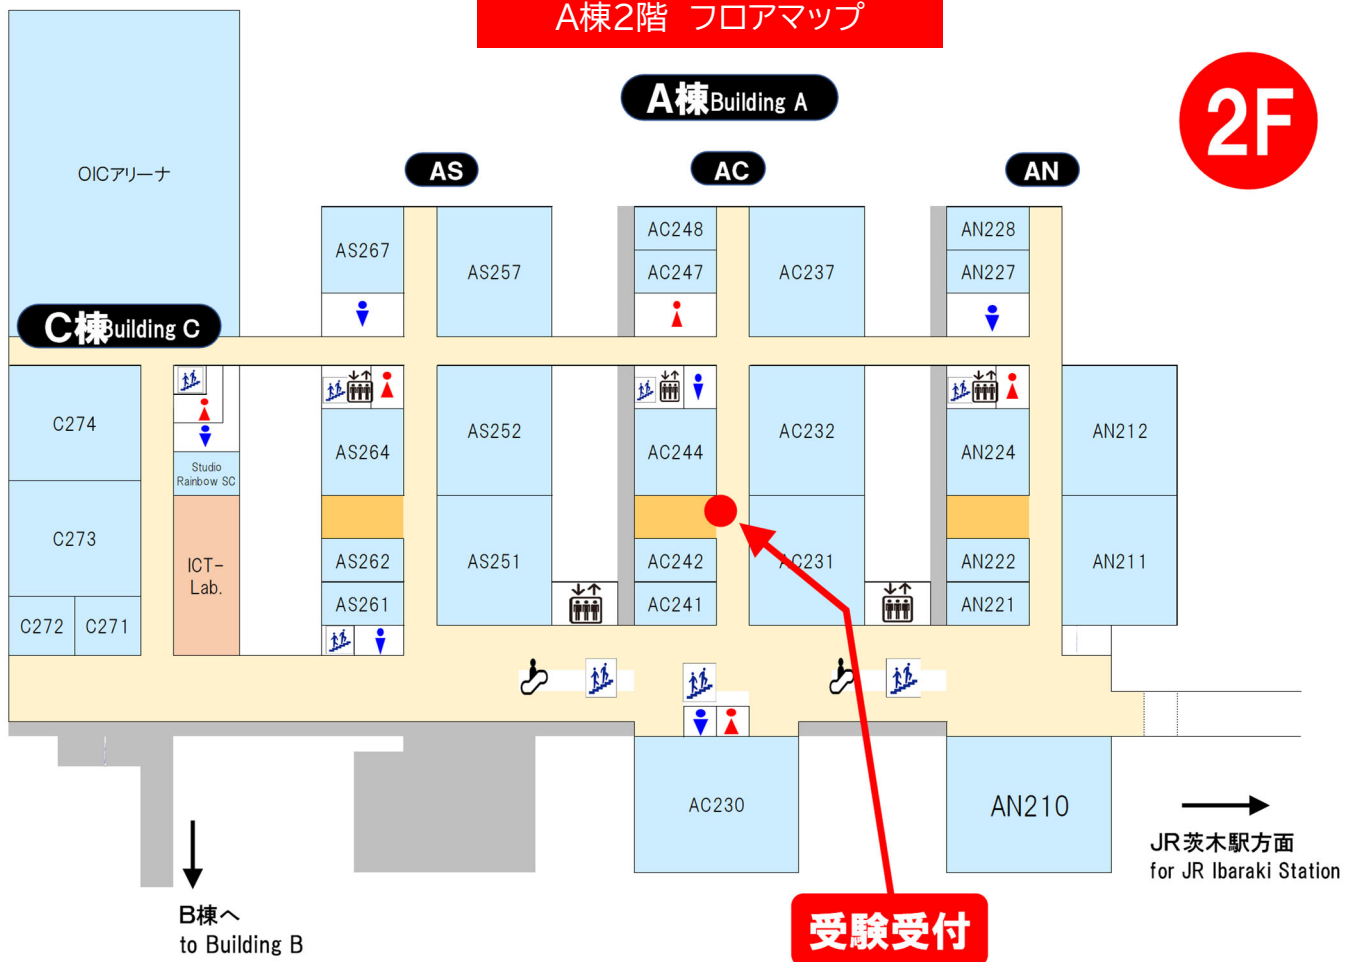 A棟2階 フロアマップ
A棟Building A
2F
AS
AC
AN
OICアリーナ
C棟Building C
AS267
AS257
AC248
AC247
AC237
AN228
AN227
C274
C273
C272
C271
Studio
Rainbow SC
ICT-
Lab.
AS264
AS262
AS261
AS252
AS251
AC244
AC242
AC241
AC232
AC231
AN224
AN222
AN221
AN212
AN211
AC230
AN210
JR茨木駅方面
for JR Ibaraki Station
B棟へ
to Building B
受験受付